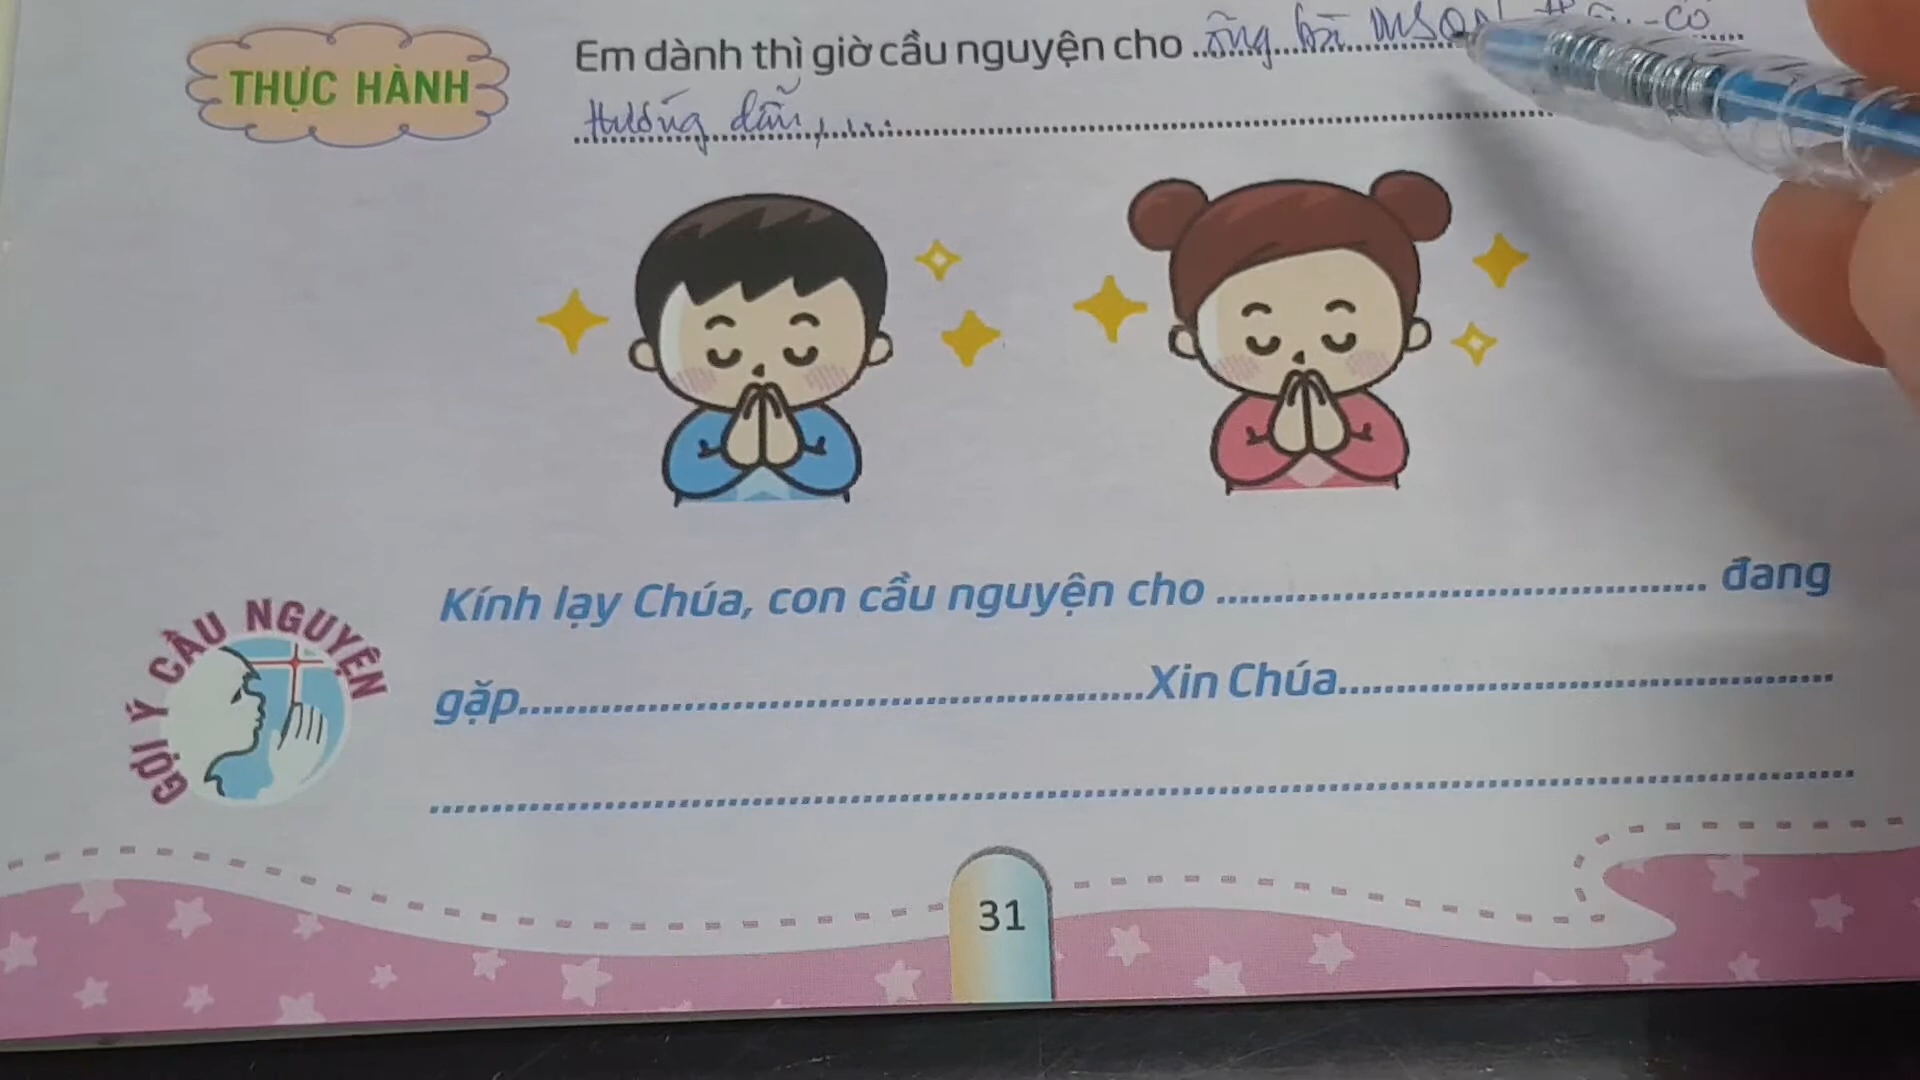 THỰC HÀNH
Em dành thì giờ cầu nguyện cho ông bà MSQN
hướng dẫn, ...
Kính lạy Chúa, con cầu nguyện cho .......................................... đang
gặp.....................................................Xin Chúa..........................................
GỢI Ý CẦU NGUYỆN
31